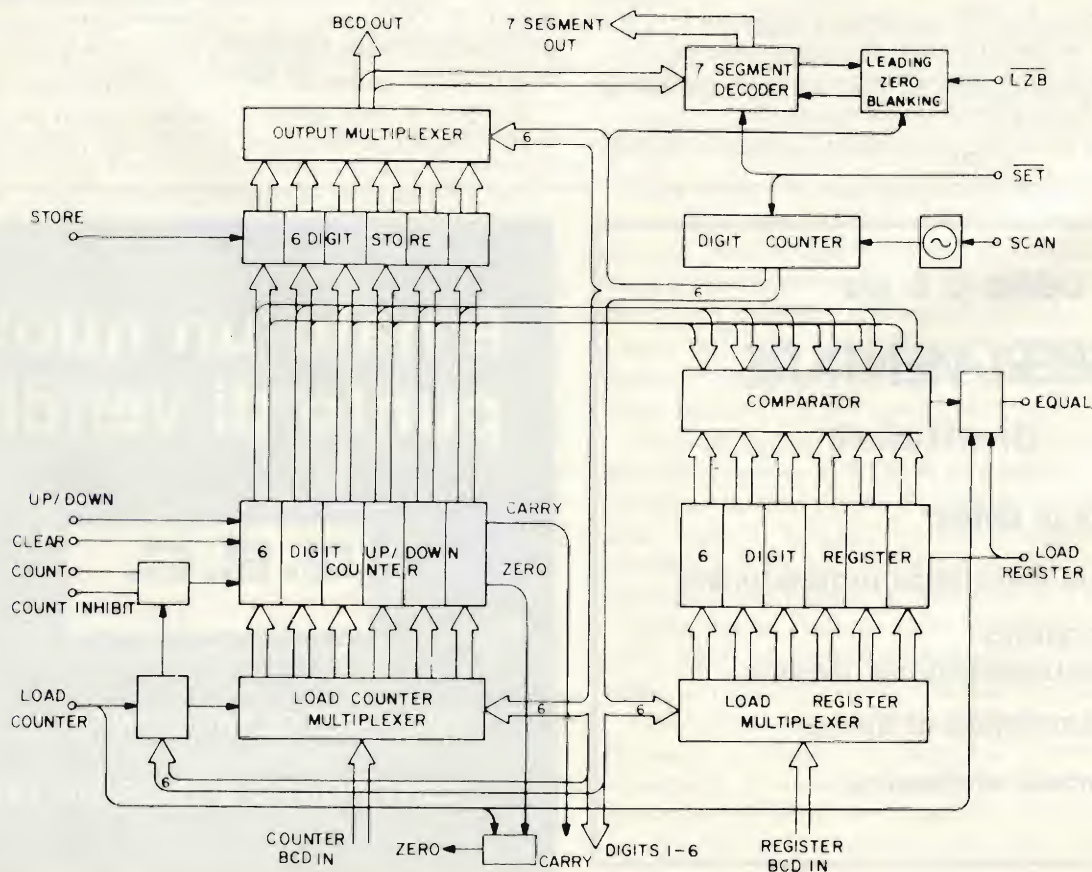 BCD OUT
7 SEGMENT
OUT
7 SEGMENT
DECODER
LEADING
ZERO
BLANKING
LZB
OUTPUT MULTIPLEXER
6
SET
STORE
6 DIGIT STORE
DIGIT COUNTER
SCAN
6
COMPARATOR
EQUAL
UP/DOWN
CLEAR
COUNT
COUNT INHIBIT
6 DIGIT UP/DOWN
COUNTER
CARRY
ZERO
6 DIGIT REGISTER
LOAD
REGISTER
LOAD
COUNTER
LOAD COUNTER
MULTIPLEXER
6
6
LOAD REGISTER
MULTIPLEXER
6
COUNTER
BCD IN
ZERO
CARRY
DIGITS 1-6
REGISTER
BCD IN